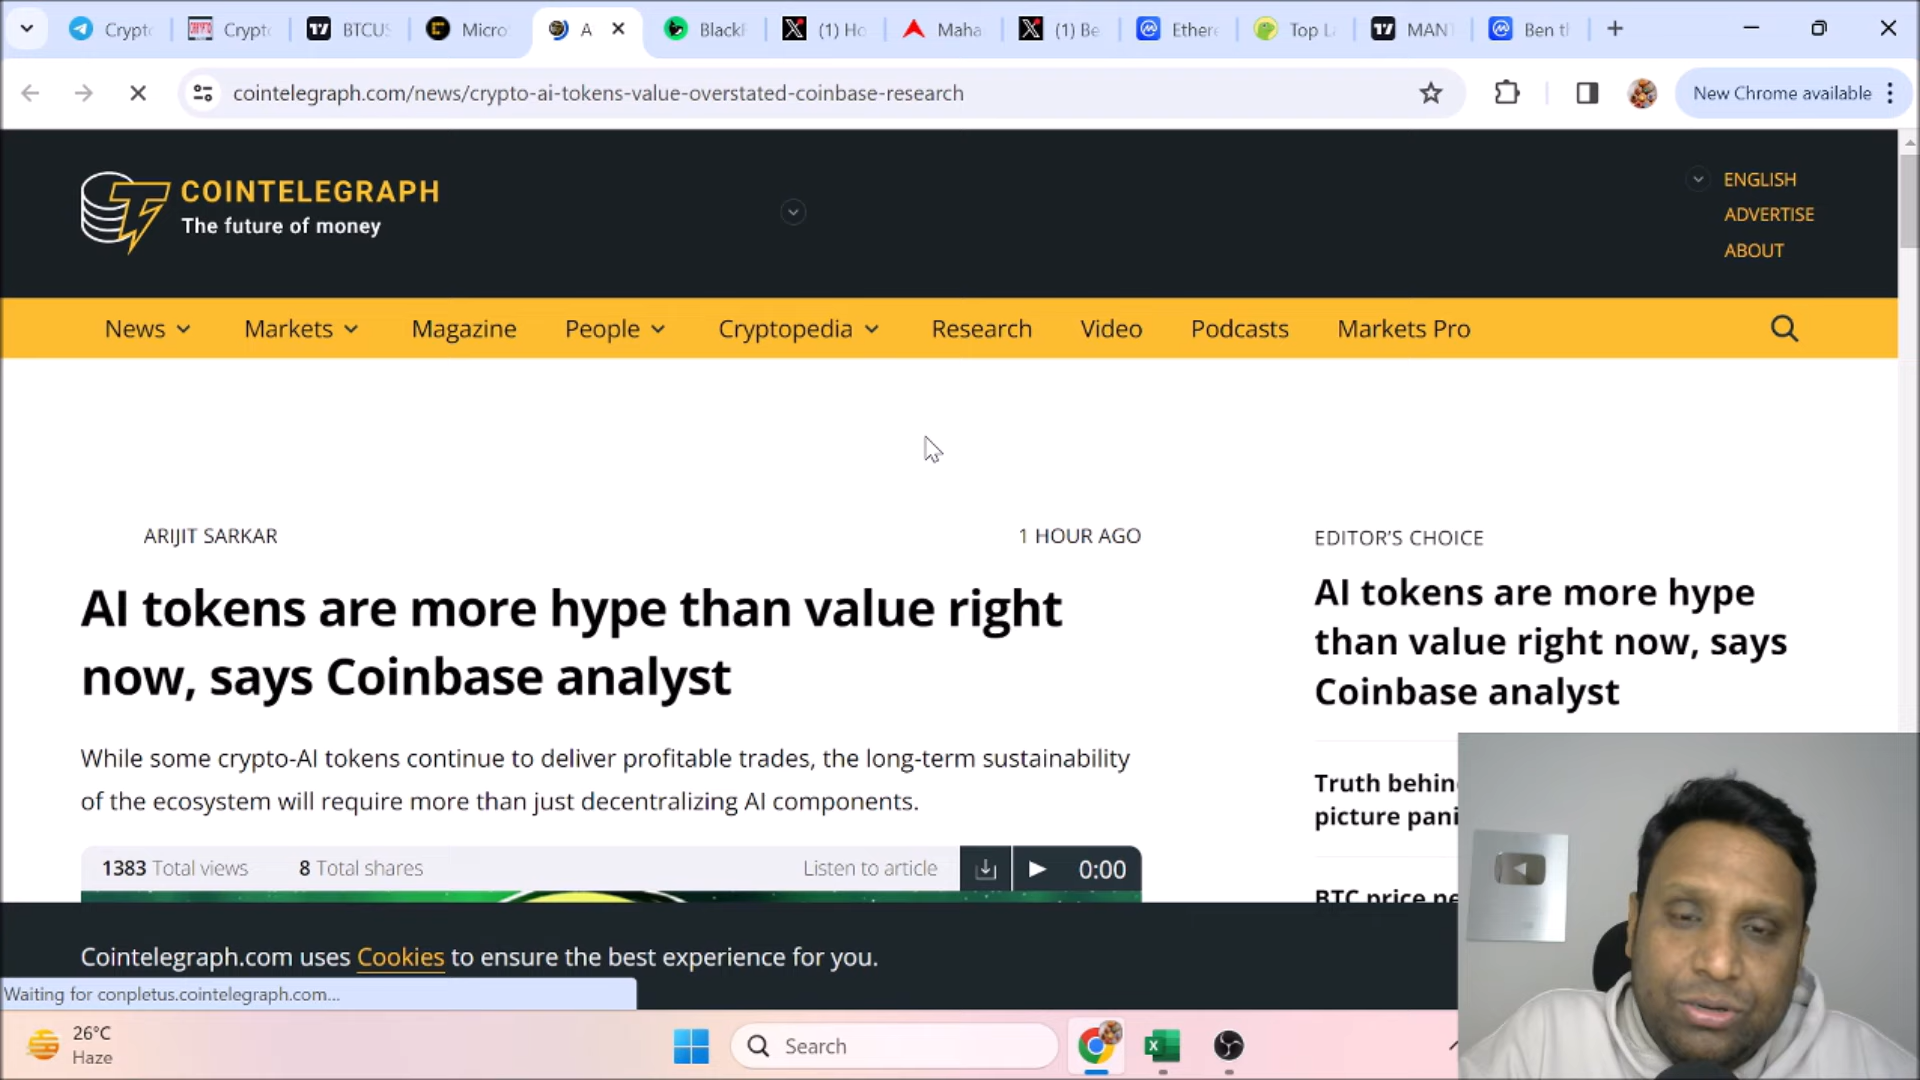 Crypt
Crypt
BTCUS
Micro
A
Black
(1) Ho
Maha
(1) Be
Ether
Top L
MAN
Ben t
cointelegraph.com/news/crypto-ai-tokens-value-overstated-coinbase-research
New Chrome available
COINTELEGRAPH
The future of money
ENGLISH
ADVERTISE
ABOUT
News
Markets
Magazine
People
Cryptopedia
Research
Video
Podcasts
Markets Pro
ARIJIT SARKAR
1 HOUR AGO
AI tokens are more hype than value right
now, says Coinbase analyst
While some crypto-AI tokens continue to deliver profitable trades, the long-term sustainability
of the ecosystem will require more than just decentralizing AI components.
1383 Total views
8 Total shares
Listen to article
0:00
EDITOR'S CHOICE
AI tokens are more hype
than value right now, says
Coinbase analyst
Truth behin
picture pani
BTC price ne
Cointelegraph.com uses Cookies to ensure the best experience for you.
Waiting for conpletus.cointelegraph.com...
26°C
Haze
Search